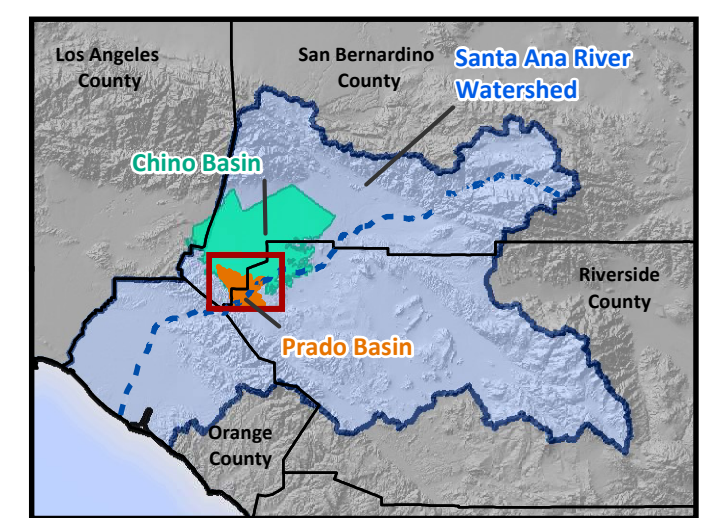 Los Angeles
County
San Bernardino
County
Santa Ana River
Watershed
Chino Basin
Riverside
County
Prado Basin
Orange
County